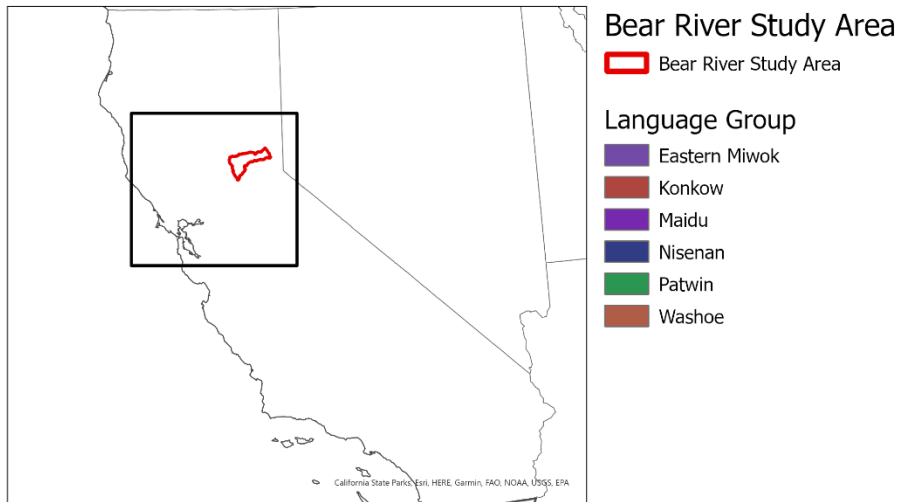 Bear River Study Area
Bear River Study Area
Language Group
Eastern Miwok
Konkow
Maidu
Nisenan
Patwin
Washoe
California State Parks, Esri, HERE, Garmin, FAO, NOAA, USGS, EPA